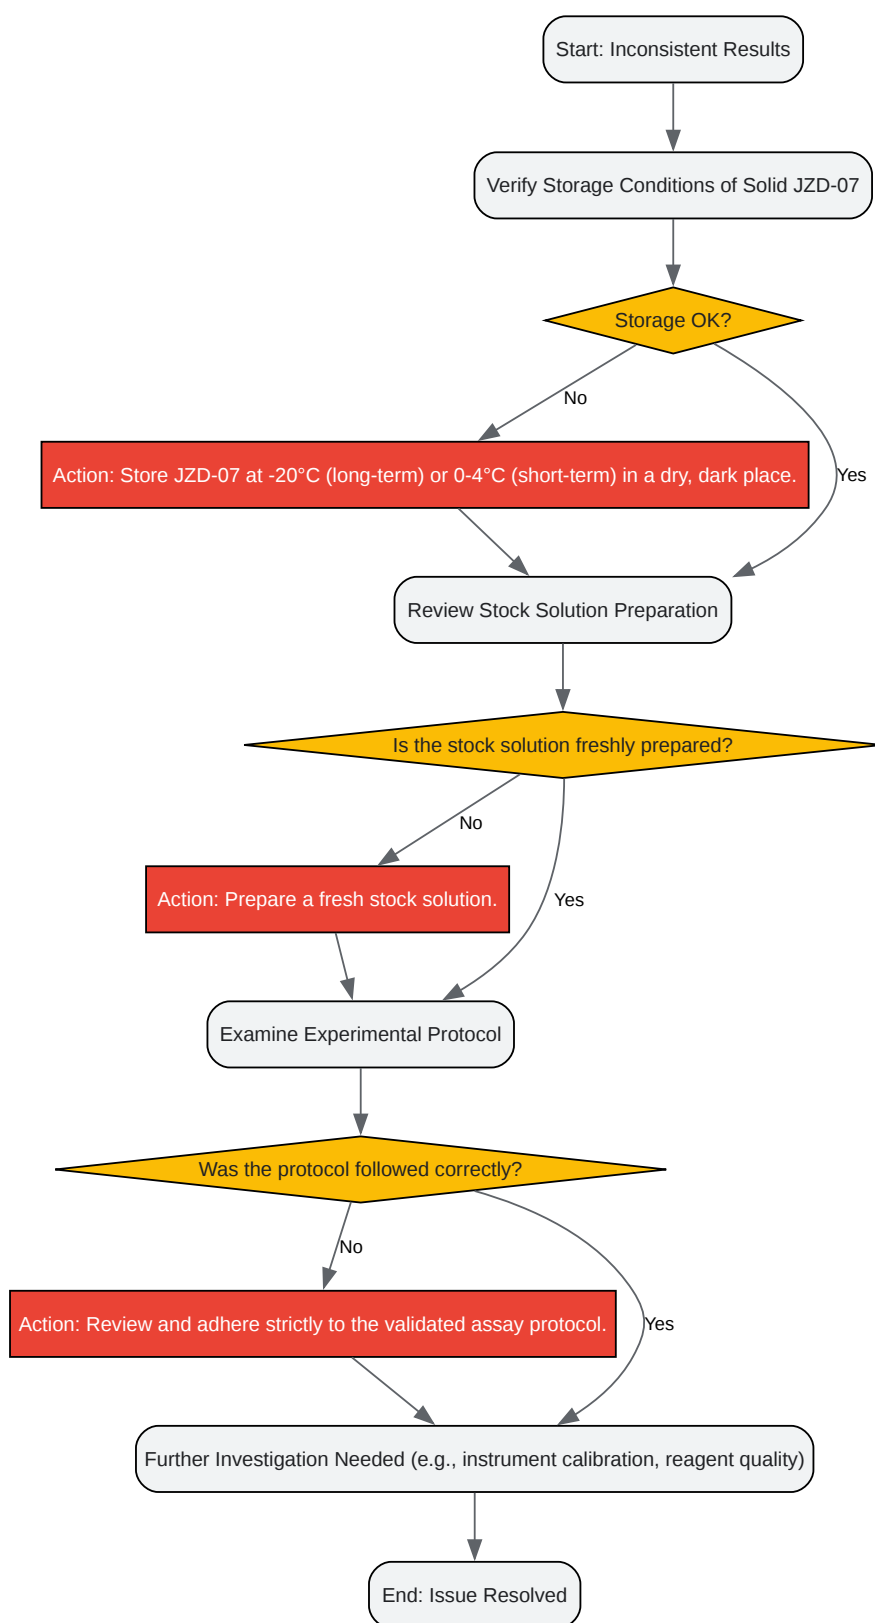 Start: Inconsistent Results
Verify Storage Conditions of Solid JZD-07
Storage OK?
No
Action: Store JZD-07 at -20°C (long-term) or 0-4°C (short-term) in a dry, dark place.
Yes
Review Stock Solution Preparation
Is the stock solution freshly prepared?
No
Action: Prepare a fresh stock solution.
Yes
Examine Experimental Protocol
Was the protocol followed correctly?
No
Action: Review and adhere strictly to the validated assay protocol.
Yes
Further Investigation Needed (e.g., instrument calibration, reagent quality)
End: Issue Resolved